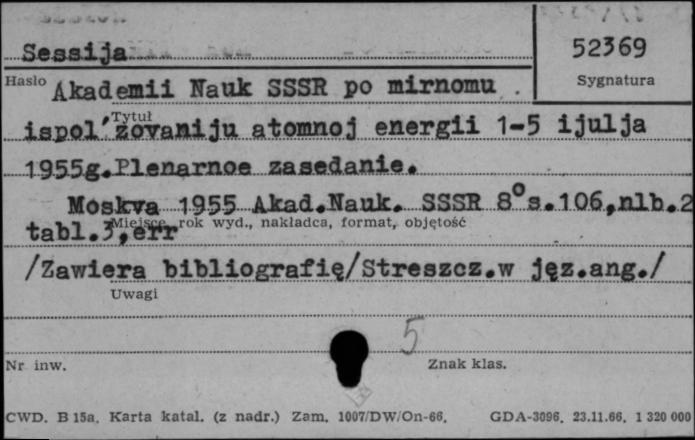 Sessija
52369
Hasło
Sygnatura
Akademii Nauk SSSR po mirnomu
Tytuł
ispol'zovaniju atomnoj energii 1-5 ijulja
1955g.Plenarnoe zasedanie.
Moskva 1955 Akad.Nauk. SSSR 8°s.106,nlb.2
Miejsce, rok wyd., nakładca, format, objętość
tabl.3,err
/Zawiera bibliografię/Streszcz.w jęz.ang./
Uwagi
5
Nr inw.
Znak klas.
CWD. B 15a. Karta katal. (z nadr.) Zam. 1007/DW/On-66. GDA-3096. 23.11.66. 1 320 000